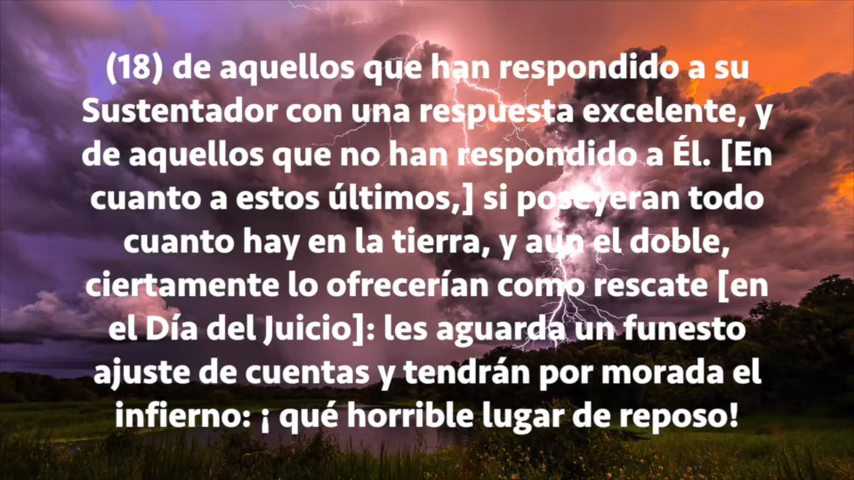 (18) de aquellos que han respondido a su
Sustentador con una respuesta excelente, y
de aquellos que no han respondido a Él. [En
cuanto a estos últimos,] si poseyeran todo
cuanto hay en la tierra, y aun el doble,
ciertamente lo ofrecerían como rescate [en
el Día del Juicio]: les aguarda un funesto
ajuste de cuentas y tendrán por morada el
infierno: ¡ qué horrible lugar de reposo!